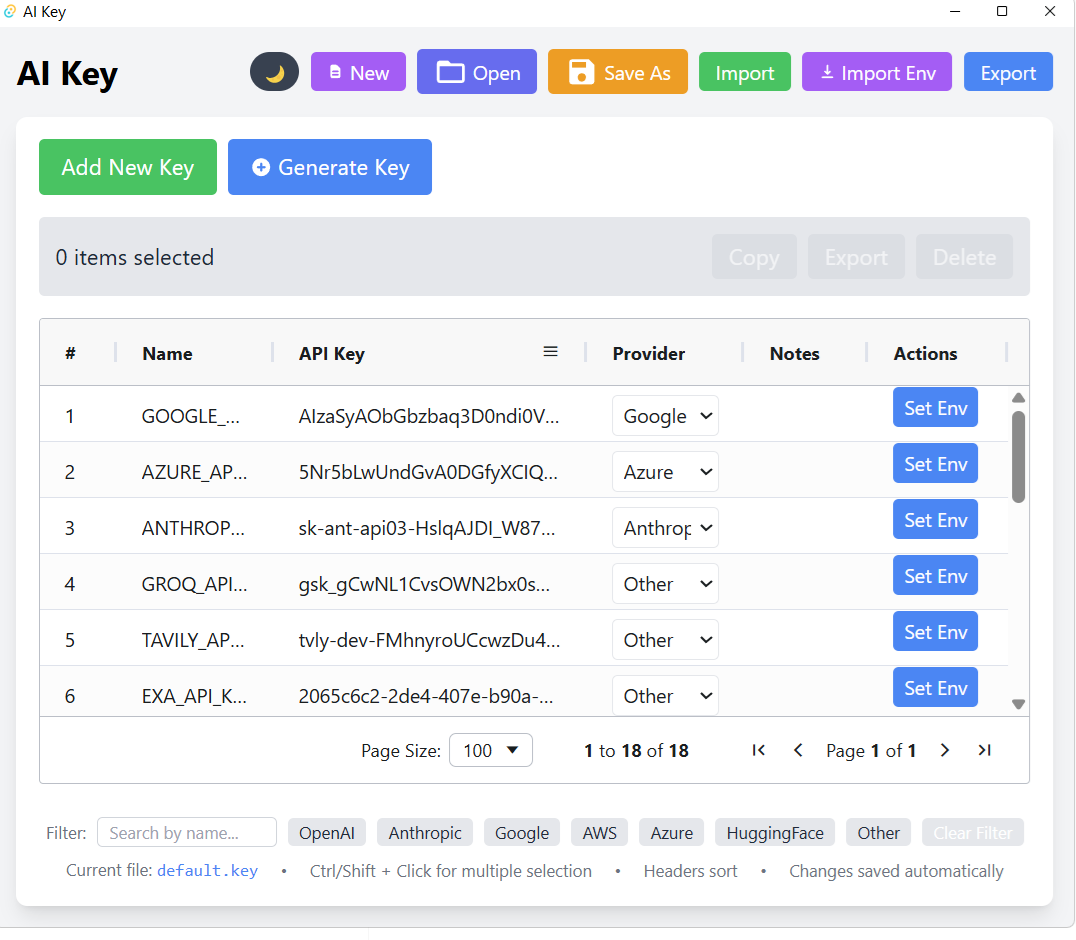 AI Key
AI Key
New
Open
Save As
Import
Import Env
Export
Add New Key
Generate Key
0 items selected
Copy
Export
Delete
# Name API Key Provider Notes Actions
1 GOOGLE_... AIzaSyAObGbzbaq3D0ndi0V... Google Set Env
2 AZURE_AP... 5Nr5bLwUndGvA0DGfyXCIQ... Azure Set Env
3 ANTHROP... sk-ant-api03-HslqAJDI_W87... Anthrop Set Env
4 GROQ_API... gsk_gCwNL1CvsOWN2bx0s... Other Set Env
5 TAVILY_AP... tvly-dev-FMhnyroUCcwzDu4... Other Set Env
6 EXA_API_K... 2065c6c2-2de4-407e-b90a-... Other Set Env
Page Size: 100 1 to 18 of 18 Page 1 of 1
Filter: Search by name... OpenAI Anthropic Google AWS Azure HuggingFace Other Clear Filter
Current file: default.key • Ctrl/Shift + Click for multiple selection • Headers sort • Changes saved automatically